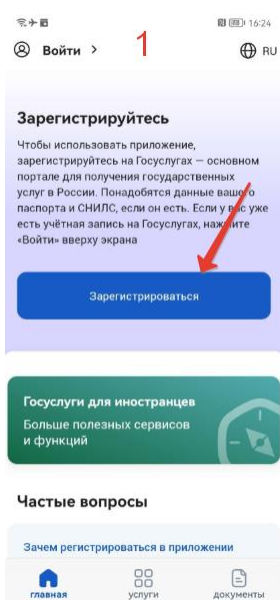 16:24
Войти >
1
RU
Зарегистрируйтесь
Чтобы использовать приложение,
зарегистрируйтесь на Госуслугах — основном
портале для получения государственных
услуг в России. Понадобятся данные вашего
паспорта и СНИЛС, если он есть. Если у вас уже
есть учётная запись на Госуслугах, нажмите
«Войти» вверху экрана
Зарегистрироваться
Госуслуги для иностранцев
Больше полезных сервисов
и функций
Частые вопросы
Зачем регистрироваться в приложении
главная услуги документы